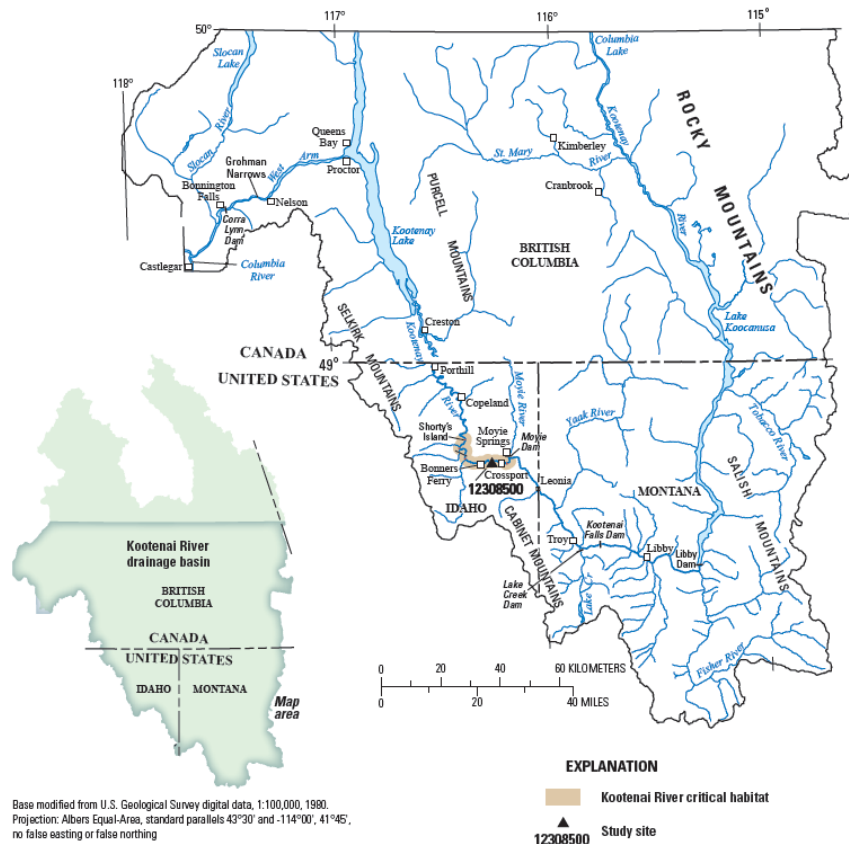 50°
117°
116°
115°
118°
Slocan
Lake
Columbia
Lake
Kootenay
River
ROCKY
MOUNTAINS
Slocan
River
Queens
Bay
Proctor
West
Arm
Grohman
Narrows
Bonnington
Falls
Corra
Lynn
Dam
Nelson
Castlegar
Columbia
River
Kimberley
St. Mary
River
Cranbrook
PURCELL
MOUNTAINS
Kootenay
Lake
BRITISH
COLUMBIA
Lake
Koocanusa
Creston
SELKIRK
MOUNTAINS
Kootenay
River
CANADA
49°
UNITED STATES
Porthill
Copeland
Moyie River
Shorty's
Island
Moyie
Springs
Moyie
Dam
Bonners
Ferry
Crossport
12308500
IDAHO
Yaak River
Tobacco River
SALISH
MOUNTAINS
Leonia
MONTANA
CABINET MOUNTAINS
Troy
Kootenai
Falls Dam
Libby
Libby
Dam
Lake
Creek
Dam
Lake Cr
Fisher River
Kootenai River
drainage basin
BRITISH
COLUMBIA
CANADA
UNITED STATES
IDAHO
MONTANA
Map
area
0 20 40 60 KILOMETERS
0 20 40 MILES
EXPLANATION
Kootenai River critical habitat
12308500
Study site
Base modified from U.S. Geological Survey digital data, 1:100,000, 1980.
Projection: Albers Equal-Area, standard parallels 43°30' and -114°00', 41°45',
no false easting or false northing